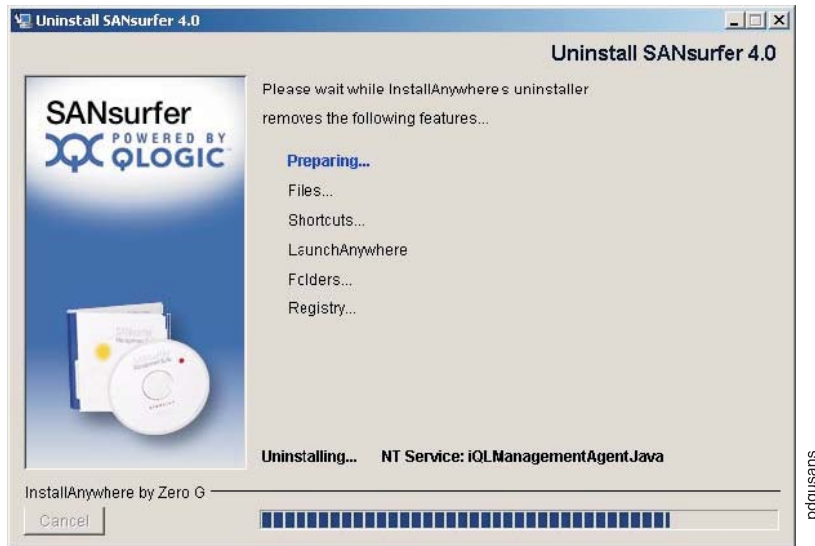 Uninstall SANsurfer 4.0
Uninstall SANsurfer 4.0
SANsurfer
POWERED BY
QLOGIC
Please wait while InstallAnywhere's uninstaller
removes the following features...
Preparing...
Files...
Shortcuts...
LaunchAnywhere
Folders...
Registry...
Uninstalling... NT Service: iQLManagementAgentJava
InstallAnywhere by Zero G
Cancel